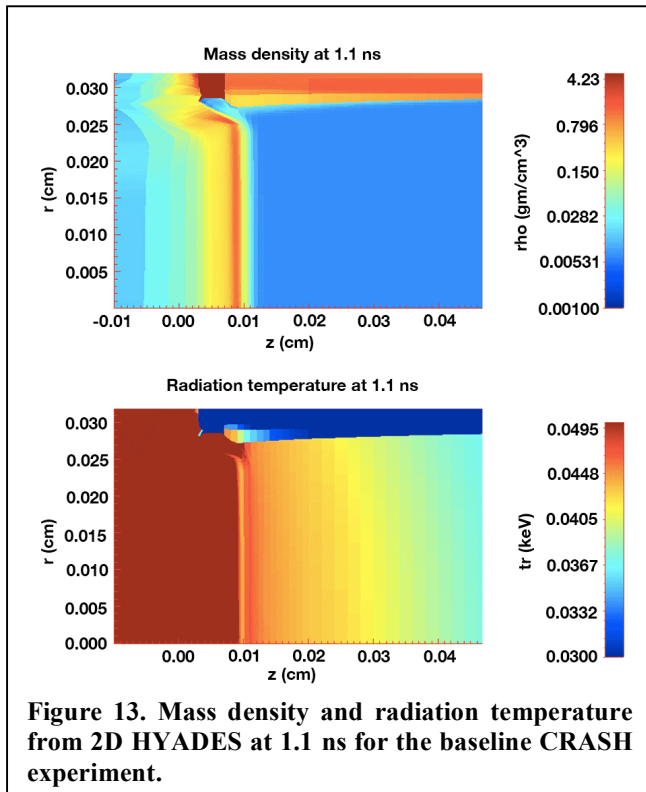 Mass density at 1.1 ns
0.030
0.025
0.020
0.015
0.010
0.005
r (cm)
-0.01 0.00 0.01 0.02 0.03 0.04
z (cm)
4.23
0.796
0.150
0.0282
0.00531
0.00100
rho (gm/cm^3)
Radiation temperature at 1.1 ns
0.030
0.025
0.020
0.015
0.010
0.005
0.000
r (cm)
0.00 0.01 0.02 0.03 0.04
z (cm)
0.0495
0.0448
0.0405
0.0367
0.0332
0.0300
tr (keV)
Figure 13. Mass density and radiation temperature
from 2D HYADES at 1.1 ns for the baseline CRASH
experiment.